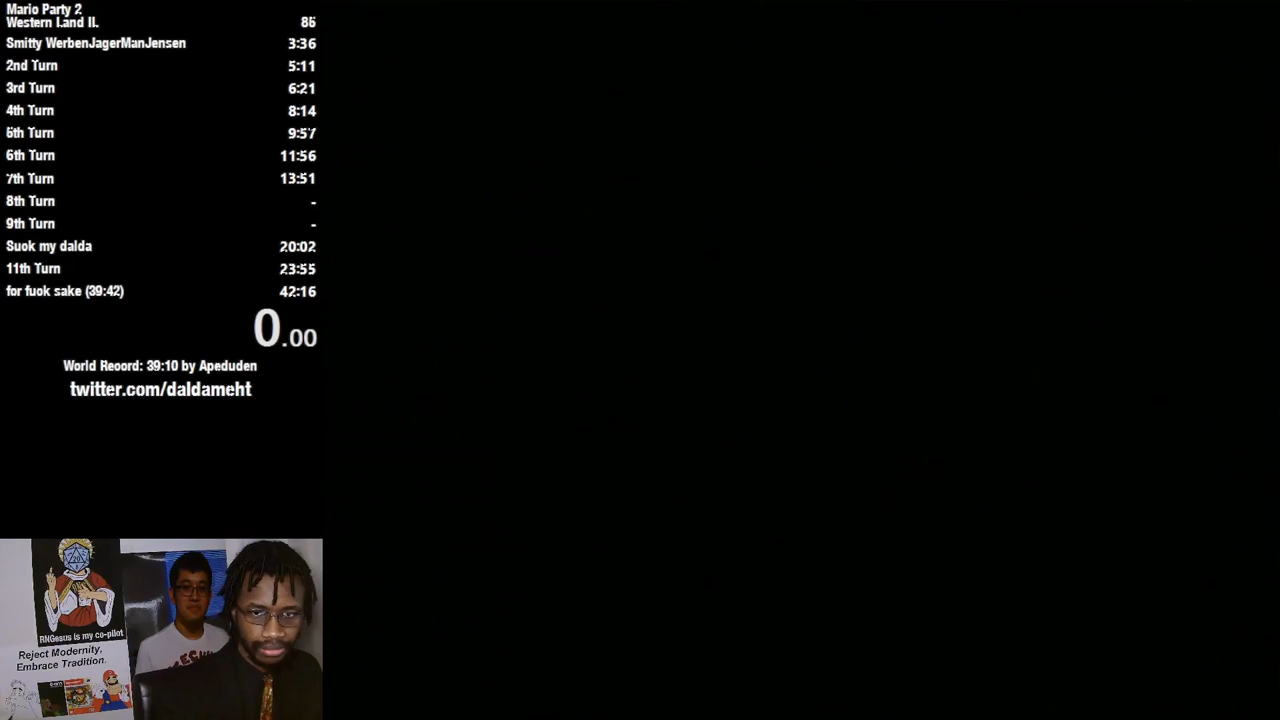 Mario Party 2
Western Land II. 86
Smitty WerbenJagerManJensen 3:36
2nd Turn 5:11
3rd Turn 6:21
4th Turn 8:14
5th Turn 9:57
6th Turn 11:56
7th Turn 13:51
8th Turn -
9th Turn -
Suok my dalda 20:02
11th Turn 23:55
for fuok sake (39:42) 42:16
0.00
World Reoord: 39:10 by Apeduden
twitter.com/daldameht
RNGesus is my co-pilot
Reject Modernity,
Embrace Tradition.